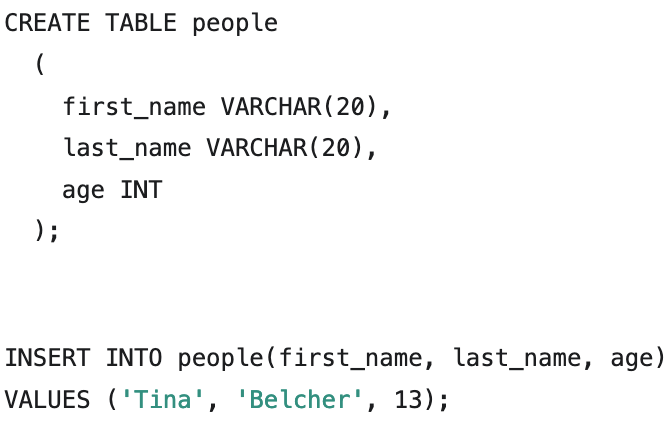 CREATE TABLE people
(
first_name VARCHAR(20),
last_name VARCHAR(20),
age INT
);
INSERT INTO people(first_name, last_name, age)
VALUES ('Tina', 'Belcher', 13);